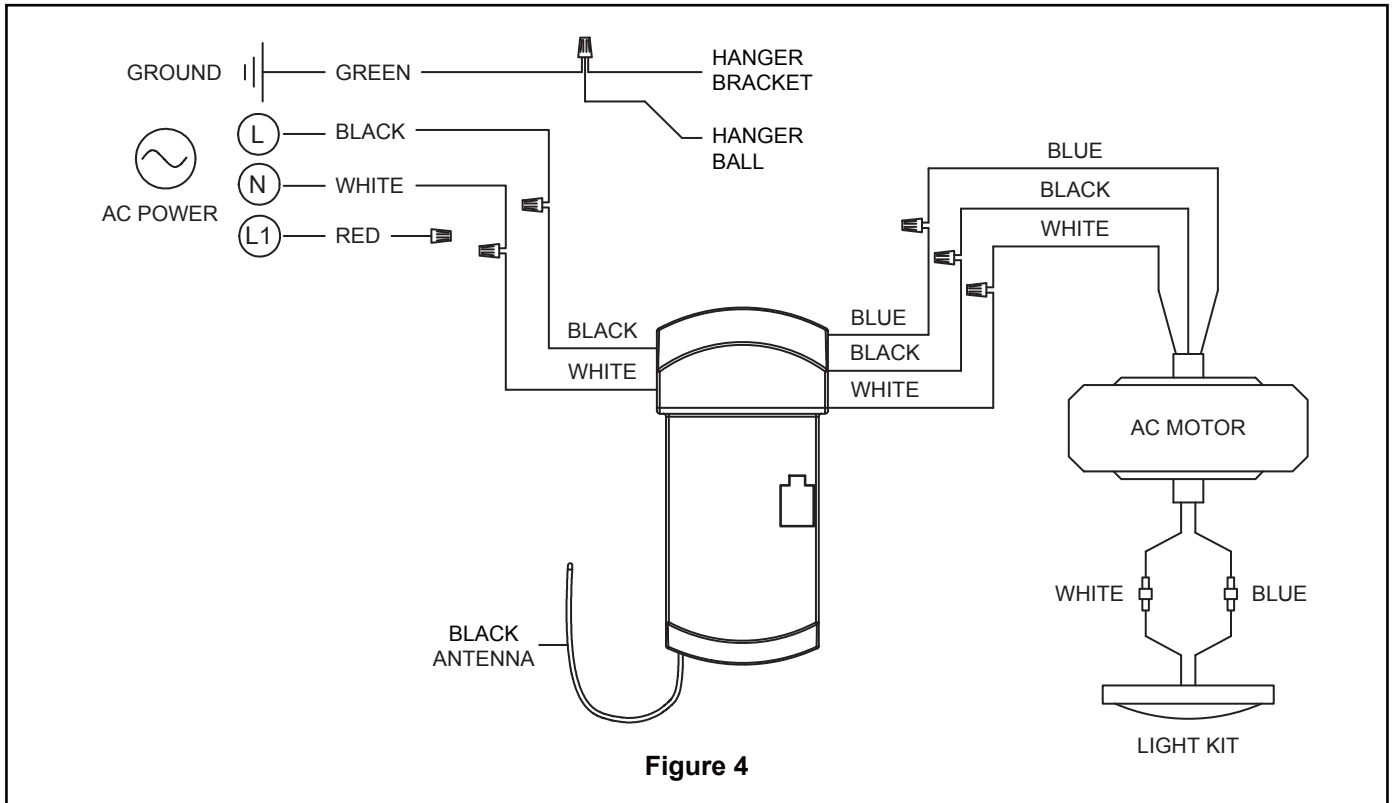 GROUND
GREEN
HANGER
BRACKET
HANGER
BALL
L
BLACK
N
WHITE
AC POWER
L1
RED
BLUE
BLACK
WHITE
BLACK
WHITE
BLUE
BLACK
WHITE
AC MOTOR
WHITE
BLUE
BLACK
ANTENNA
LIGHT KIT
Figure 4